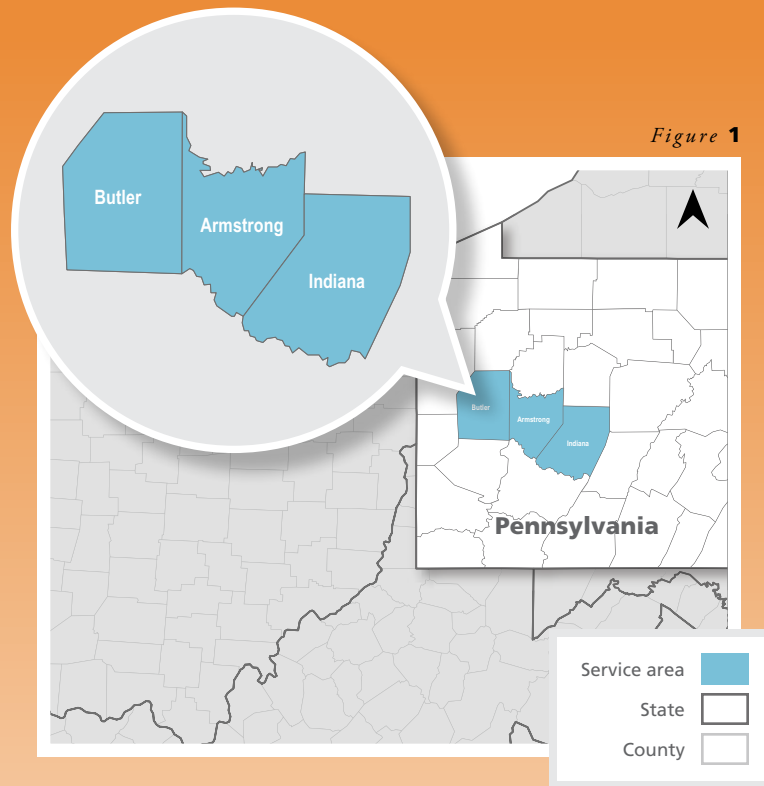 Figure 1
Butler
Armstrong
Indiana
Butler
Armstrong
Indiana
Pennsylvania
Service area
State
County